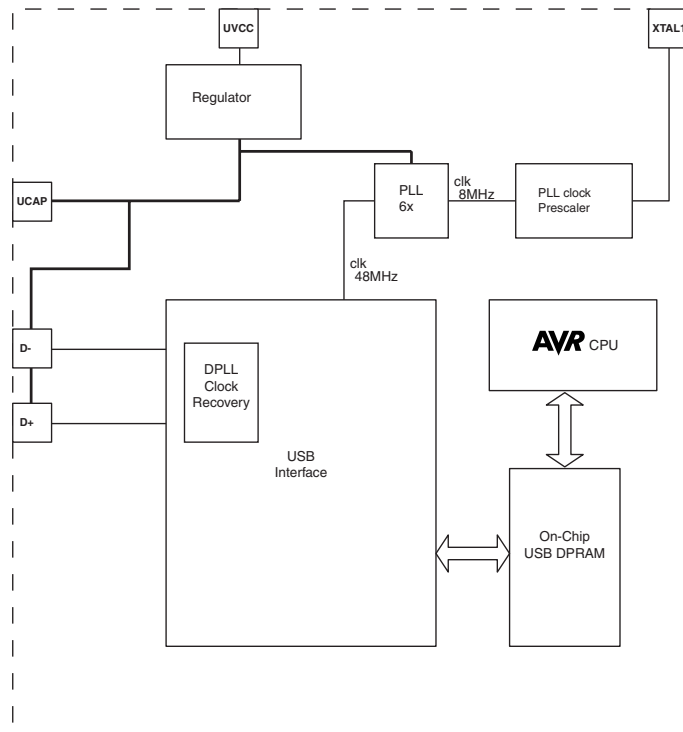 UVCC
XTAL1
Regulator
UCAP
PLL
6x
clk
8MHz
PLL clock
Prescaler
clk
48MHz
D-
D+
DPLL
Clock
Recovery
USB
Interface
AVR CPU
On-Chip
USB DPRAM